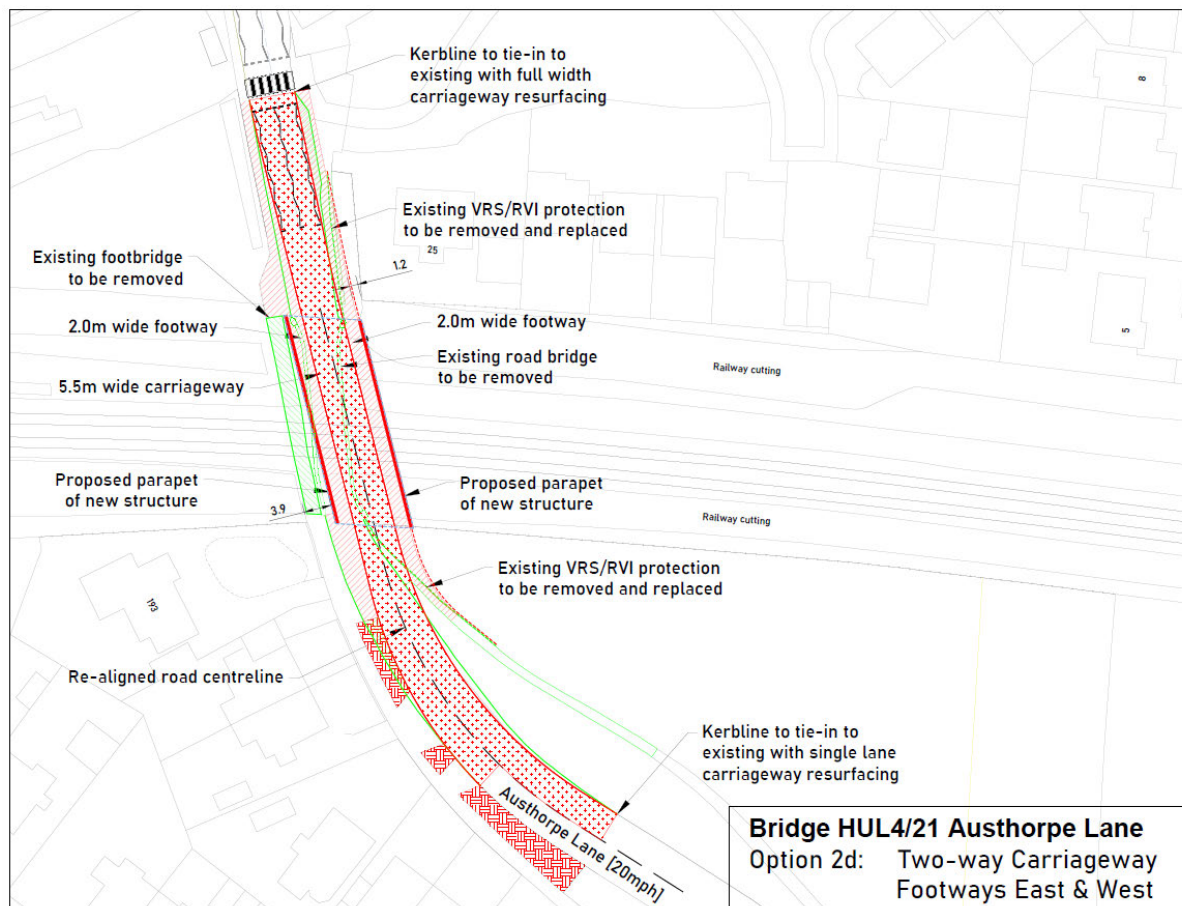 Kerbline to tie-in to
existing with full width
carriageway resurfacing
8
Existing VRS/RVI protection
to be removed and replaced
25
1.2
Existing footbridge
to be removed
2.0m wide footway
2.0m wide footway
5
Existing road bridge
to be removed
Railway cutting
5.5m wide carriageway
Proposed parapet
of new structure
Proposed parapet
of new structure
3.9
Railway cutting
Existing VRS/RVI protection
to be removed and replaced
193
Re-aligned road centreline
Kerbline to tie-in to
existing with single lane
carriageway resurfacing
Austhorpe Lane [20mph]
Bridge HUL4/21 Austhorpe Lane
Option 2d: Two-way Carriageway
Footways East & West